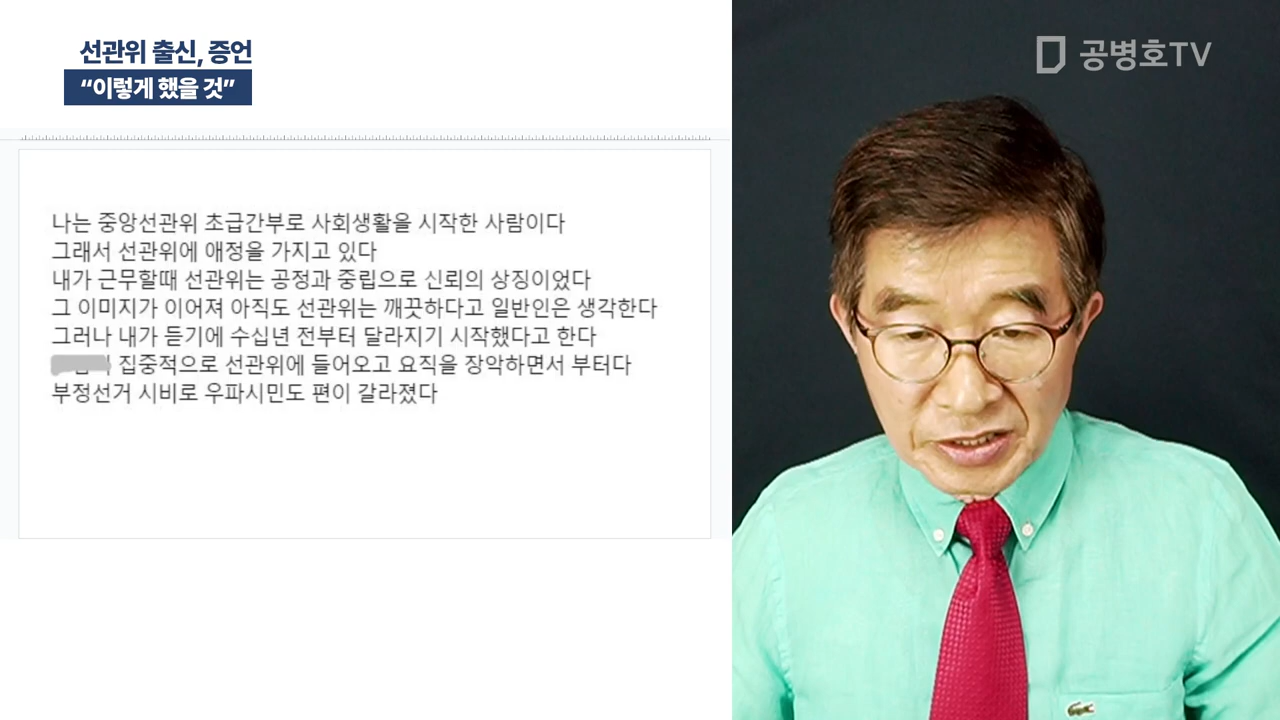 선관위 출신, 증언
“이렇게 했을 것”
공병호TV
나는 중앙선관위 초급간부로 사회생활을 시작한 사람이다
그래서 선관위에 애정을 가지고 있다
내가 근무할때 선관위는 공정과 중립으로 신뢰의 상징이었다
그 이미지가 이어져 아직도 선관위는 깨끗하다고 일반인은 생각한다
그러나 내가 듣기에 수십년 전부터 달라지기 시작했다고 한다
집중적으로 선관위에 들어오고 요직을 장악하면서 부터다
부정선거 시비로 우파시민도 편이 갈라졌다